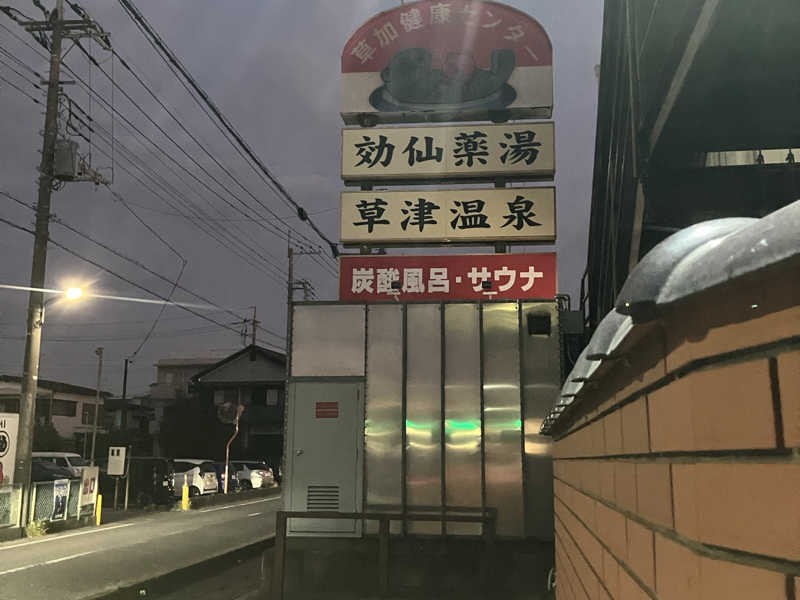 草加健康センター
効仙薬湯
草津温泉
炭酸風呂・サウナ